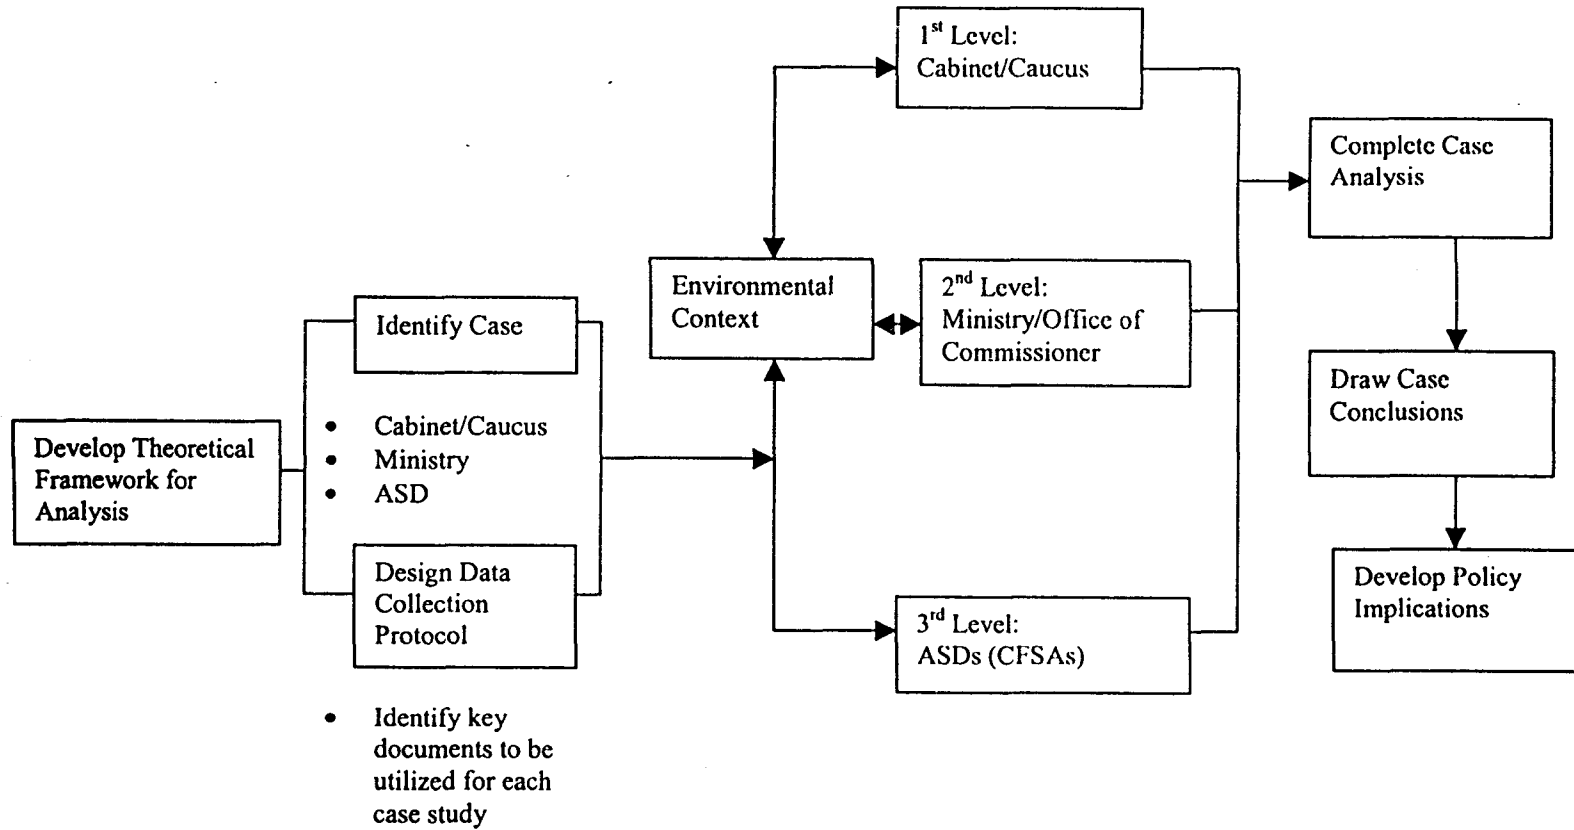 Develop Theoretical
Framework for
Analysis
Identify Case
• Cabinet/Caucus
• Ministry
• ASD
Design Data
Collection
Protocol
• Identify key
documents to be
utilized for each
case study
Environmental
Context
1st Level:
Cabinet/Caucus
2nd Level:
Ministry/Office of
Commissioner
3rd Level:
ASDs (CFSAs)
Complete Case
Analysis
Draw Case
Conclusions
Develop Policy
Implications